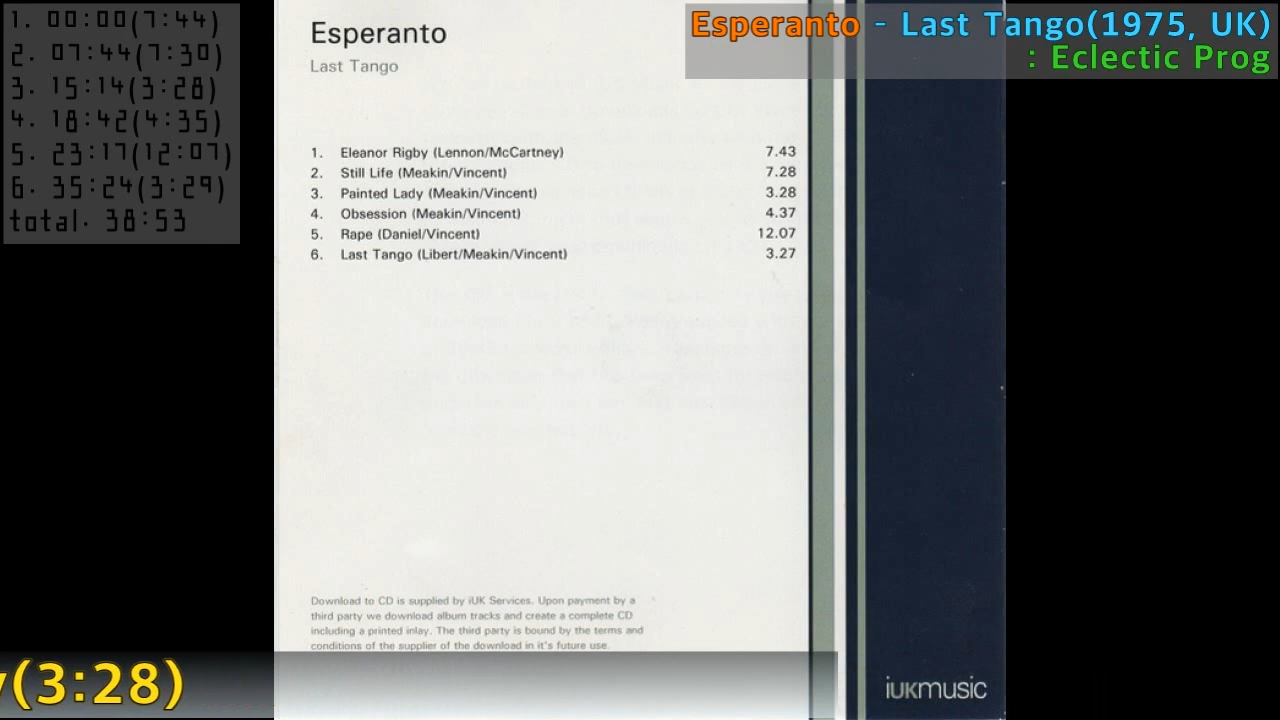 1. 00:00(7:44)
2. 07:44(7:30)
3. 15:14(3:28)
4. 18:42(4:35)
5. 23:17(12:07)
6. 35:24(3:29)
total. 38:53
Esperanto - Last Tango(1975, UK)
: Eclectic Prog
Esperanto
Last Tango
1. Eleanor Rigby (Lennon/McCartney) 7.43
2. Still Life (Meakin/Vincent) 7.28
3. Painted Lady (Meakin/Vincent) 3.28
4. Obsession (Meakin/Vincent) 4.37
5. Rape (Daniel/Vincent) 12.07
6. Last Tango (Libert/Meakin/Vincent) 3.27
Download to CD is supplied by iUK Services. Upon payment by a
third party we download album tracks and create a complete CD
including a printed inlay. The third party is bound by the terms and
conditions of the supplier of the download in it's future use.
(3:28)
iUKmusic